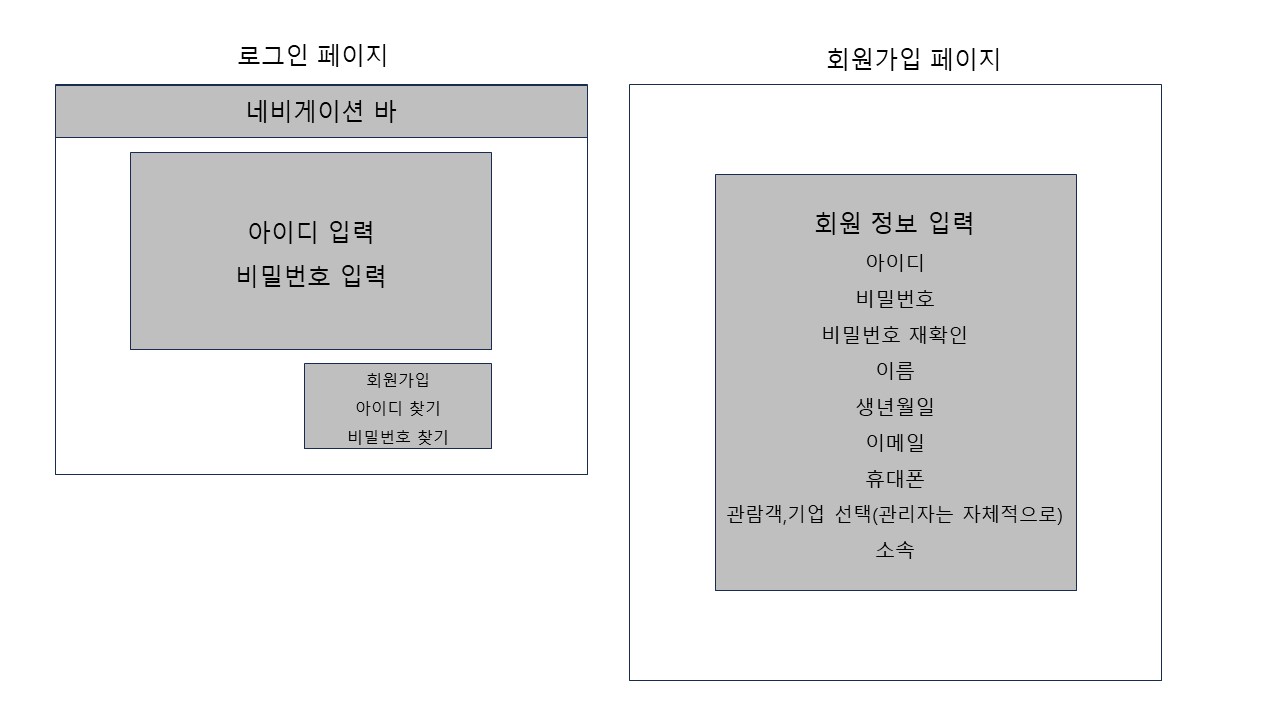 로그인 페이지
네비게이션 바
아이디 입력
비밀번호 입력
회원가입
아이디 찾기
비밀번호 찾기
회원가입 페이지
회원 정보 입력
아이디
비밀번호
비밀번호 재확인
이름
생년월일
이메일
휴대폰
관람객,기업 선택(관리자는 자체적으로)
소속